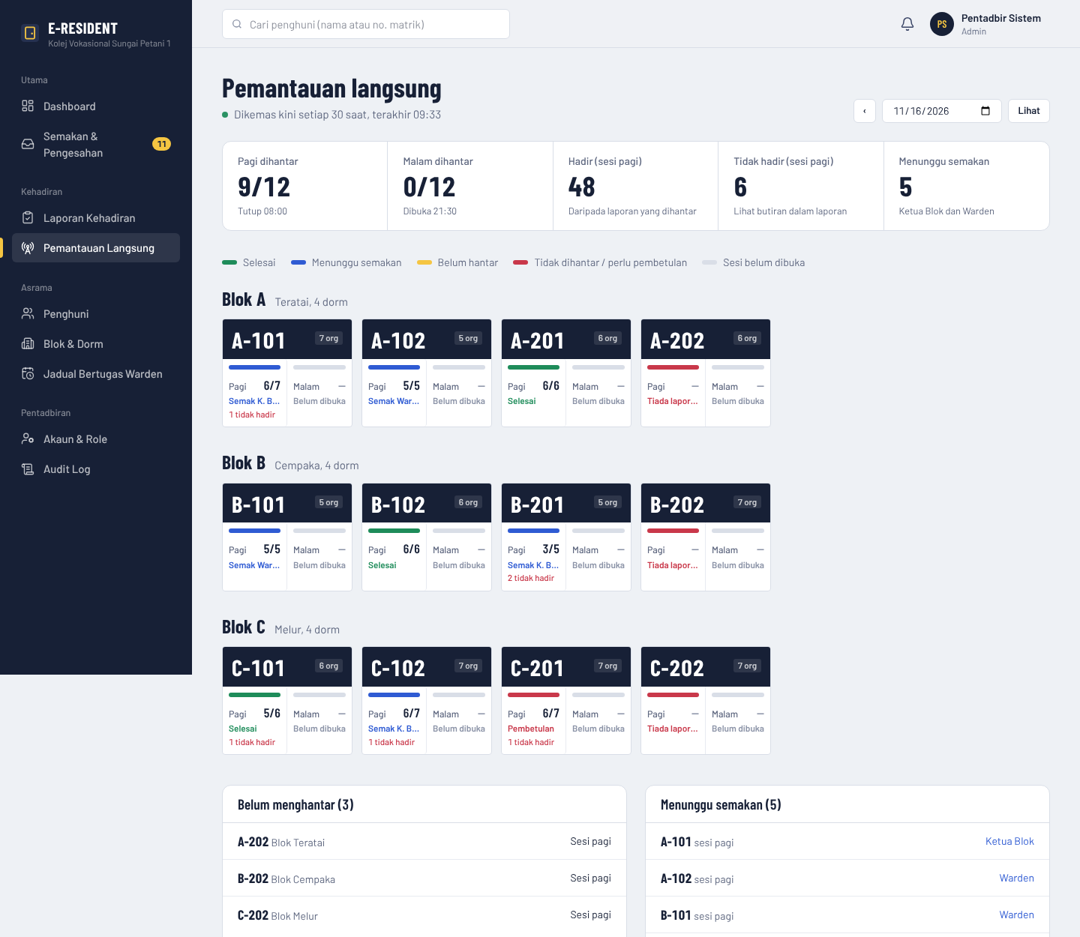 E-RESIDENT
Kolej Vokasional Sungai Petani 1
Utama
Dashboard
Semakan &
Pengesahan
11
Kehadiran
Laporan Kehadiran
Pemantauan Langsung
Asrama
Penghuni
Blok & Dorm
Jadual Bertugas Warden
Pentadbiran
Akaun & Role
Audit Log
Cari penghuni (nama atau no. matrik)
PS
Pentadbir Sistem
Admin
Pemantauan langsung
Dikemas kini setiap 30 saat, terakhir 09:33
‹
11/16/2026
Lihat
Pagi dihantar
9/12
Tutup 08:00
Malam dihantar
0/12
Dibuka 21:30
Hadir (sesi pagi)
48
Daripada laporan yang dihantar
Tidak hadir (sesi pagi)
6
Lihat butiran dalam laporan
Menunggu semakan
5
Ketua Blok dan Warden
Selesai
Menunggu semakan
Belum hantar
Tidak dihantar / perlu pembetulan
Sesi belum dibuka
Blok A Teratai, 4 dorm
A-101 7 org
Pagi 6/7
Semak K. B...
1 tidak hadir
Malam —
Belum dibuka
A-102 5 org
Pagi 5/5
Semak War...
Malam —
Belum dibuka
A-201 6 org
Pagi 6/6
Selesai
Malam —
Belum dibuka
A-202 6 org
Pagi —
Tiada lapor...
Malam —
Belum dibuka
Blok B Cempaka, 4 dorm
B-101 5 org
Pagi 5/5
Semak War...
Malam —
Belum dibuka
B-102 6 org
Pagi 6/6
Selesai
Malam —
Belum dibuka
B-201 5 org
Pagi 3/5
Semak K. B...
2 tidak hadir
Malam —
Belum dibuka
B-202 7 org
Pagi —
Tiada lapor...
Malam —
Belum dibuka
Blok C Melur, 4 dorm
C-101 6 org
Pagi 5/6
Selesai
1 tidak hadir
Malam —
Belum dibuka
C-102 7 org
Pagi 6/7
Semak K. B...
1 tidak hadir
Malam —
Belum dibuka
C-201 7 org
Pagi 6/7
Pembetulan
1 tidak hadir
Malam —
Belum dibuka
C-202 7 org
Pagi —
Tiada lapor...
Malam —
Belum dibuka
Belum menghantar (3)
A-202 Blok Teratai Sesi pagi
B-202 Blok Cempaka Sesi pagi
C-202 Blok Melur Sesi pagi
Menunggu semakan (5)
A-101 sesi pagi Ketua Blok
A-102 sesi pagi Warden
B-101 sesi pagi Warden